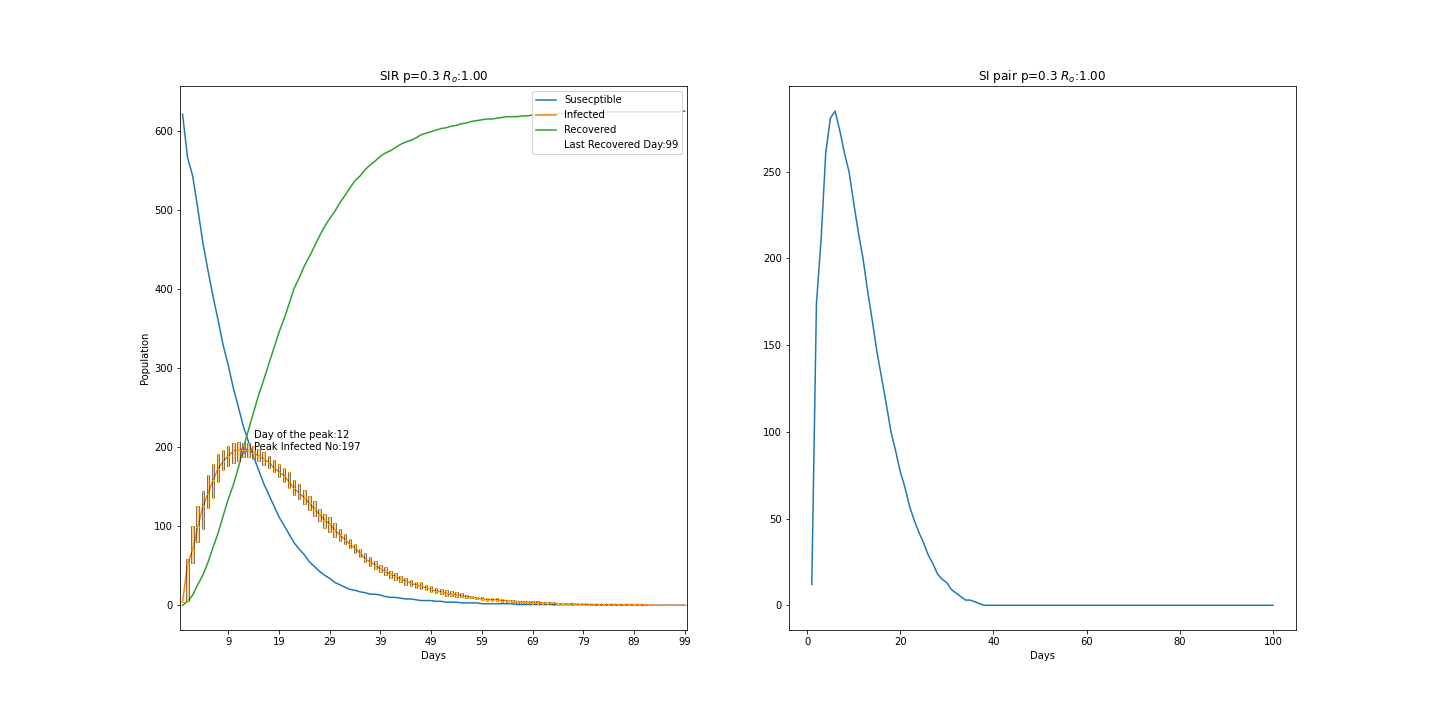 SIR p=0.3 Rₒ:1.00
Susecptible
Infected
Recovered
Last Recovered Day:99
600
500
400
300
200
100
0
Population
Day of the peak:12
Peak Infected No:197
9 19 29 39 49 59 69 79 89 99
Days
SI pair p=0.3 Rₒ:1.00
250
200
150
100
50
0
0 20 40 60 80 100
Days